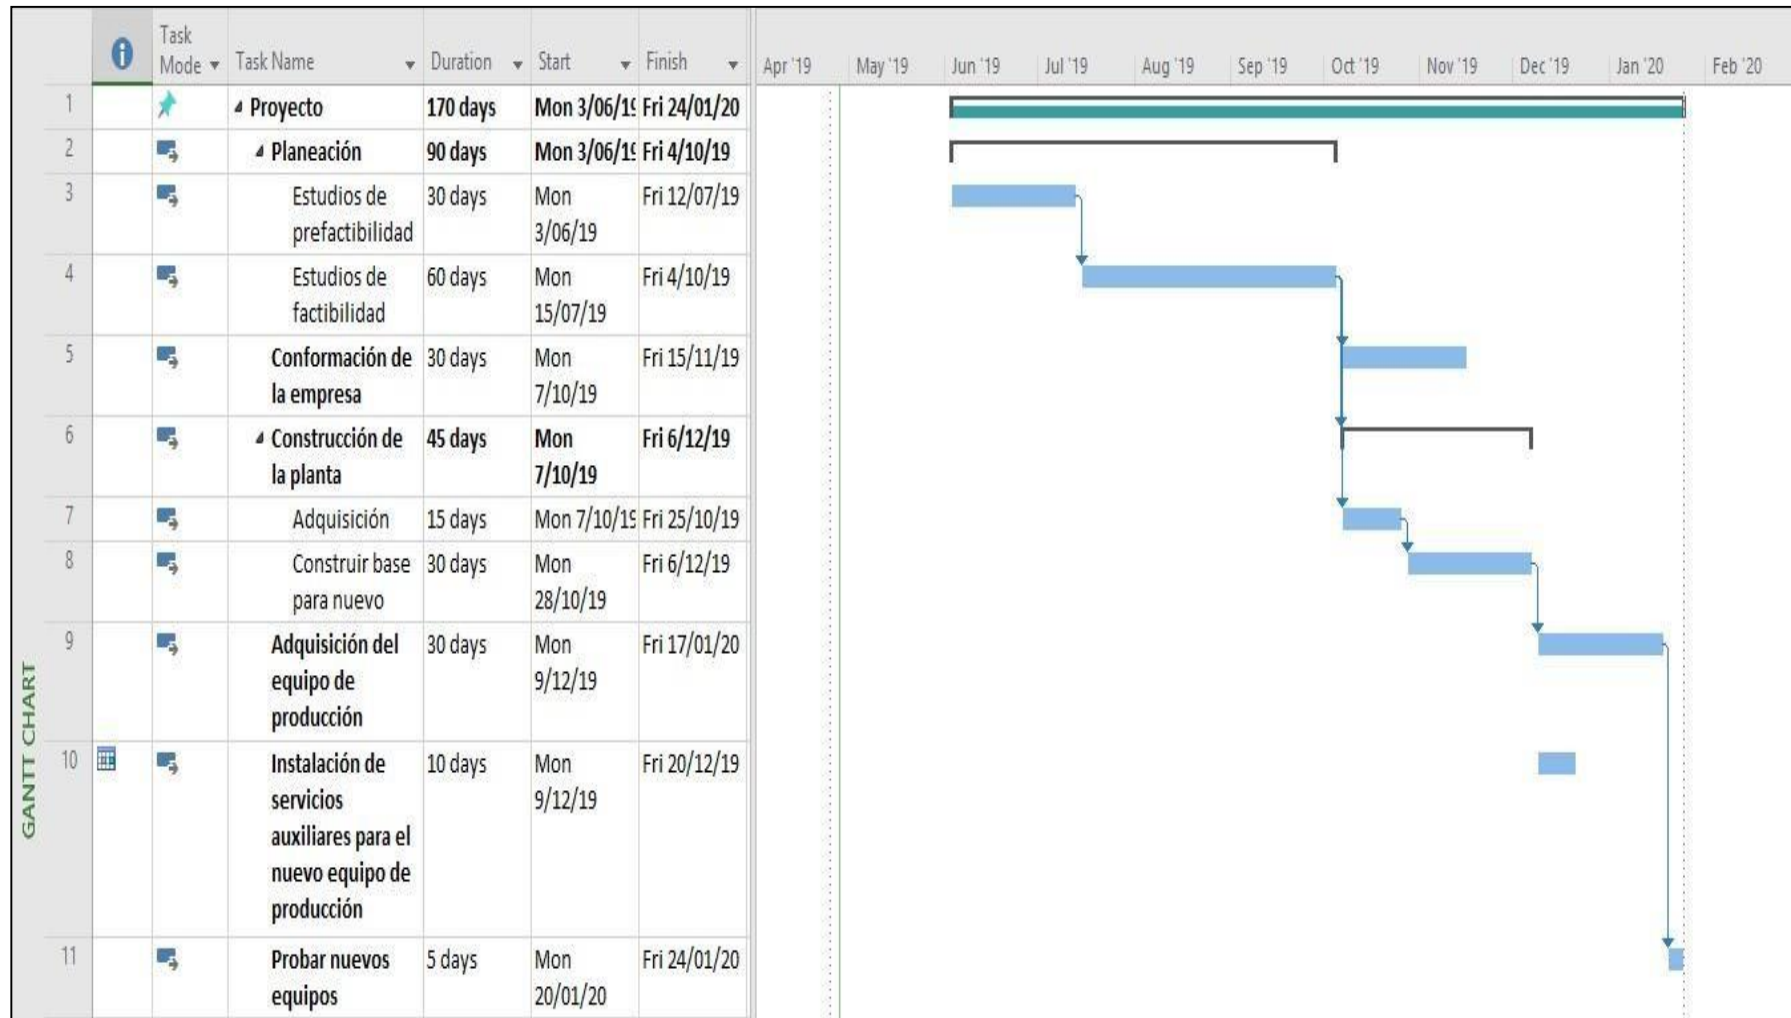 Task
Mode Task Name Duration Start Finish
Apr '19 May '19 Jun '19 Jul '19 Aug '19 Sep '19 Oct '19 Nov '19 Dec '19 Jan '20 Feb '20
1 Proyecto 170 days Mon 3/06/19 Fri 24/01/20
2 Planeación 90 days Mon 3/06/19 Fri 4/10/19
3 Estudios de 30 days Mon Fri 12/07/19
prefactibilidad 3/06/19
4 Estudios de 60 days Mon Fri 4/10/19
factibilidad 15/07/19
5 Conformación de 30 days Mon Fri 15/11/19
la empresa 7/10/19
6 Construcción de 45 days Mon Fri 6/12/19
la planta 7/10/19
7 Adquisición 15 days Mon 7/10/19 Fri 25/10/19
8 Construir base 30 days Mon Fri 6/12/19
para nuevo 28/10/19
9 Adquisición del 30 days Mon Fri 17/01/20
equipo de 9/12/19
producción
10 Instalación de 10 days Mon Fri 20/12/19
servicios 9/12/19
auxiliares para el
nuevo equipo de
producción
11 Probar nuevos 5 days Mon Fri 24/01/20
equipos 20/01/20
GANTT CHART